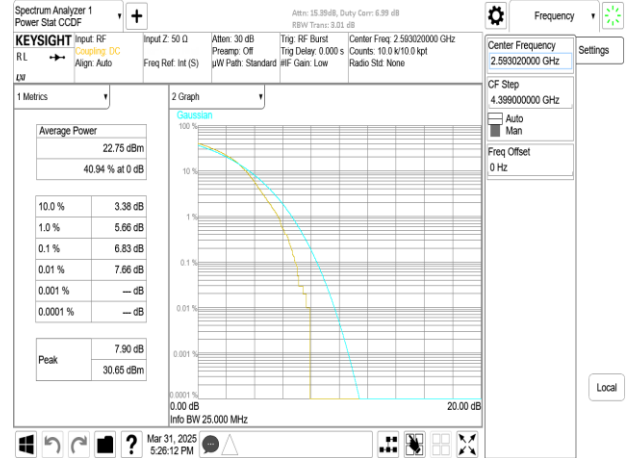 Spectrum Analyzer 1
Power Stat CCDF
Attn: 15.39dB, Duty Corr: 6.99 dB
RBW Trans: 3.01 dB
Frequency
KEYSIGHT
RL
Input: RF
Coupling: DC
Align: Auto
Input Z: 50 Ω
Freq Ref: Int (S)
Atten: 30 dB
Preamp: Off
µW Path: Standard
Trig: RF Burst
Trig Delay: 0.000 s
#IF Gain: Low
Center Freq: 2.593020000 GHz
Counts: 10.0 k/10.0 kpt
Radio Std: None
Center Frequency
2.593020000 GHz
Settings
CF Step
4.399000000 GHz
Auto
Man
Freq Offset
0 Hz
Local
1 Metrics
Average Power
22.75 dBm
40.94 % at 0 dB
10.0 % 3.38 dB
1.0 % 5.66 dB
0.1 % 6.83 dB
0.01 % 7.66 dB
0.001 % --- dB
0.0001 % --- dB
Peak
7.90 dB
30.65 dBm
2 Graph
Gaussian
100 %
10 %
1 %
0.1 %
0.01 %
0.001 %
0.0001 %
0.00 dB
20.00 dB
Info BW 25.000 MHz
?
Mar 31, 2025
5:26:12 PM